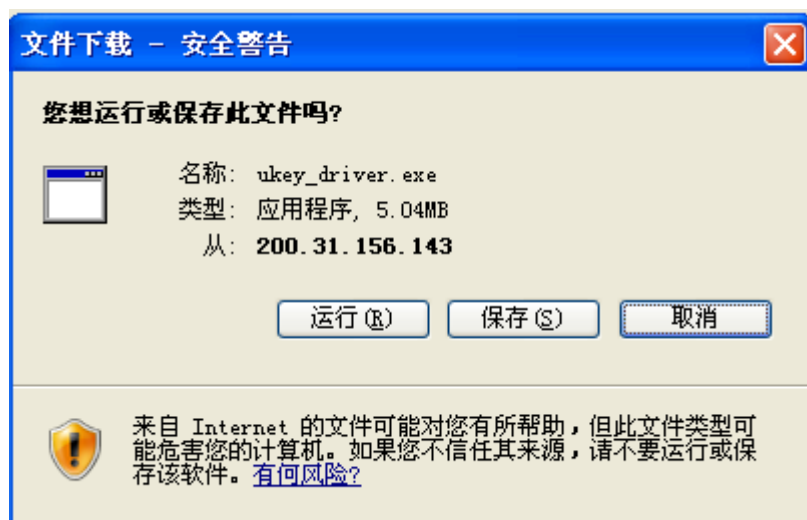 文件下载 - 安全警告
您想运行或保存此文件吗?
名称: ukey_driver.exe
类型: 应用程序, 5.04MB
从: 200.31.156.143
运行(R) 保存(S) 取消
来自 Internet 的文件可能对您有所帮助，但此文件类型可
能危害您的计算机。如果您不信任其来源，请不要运行或保
存该软件。有何风险?